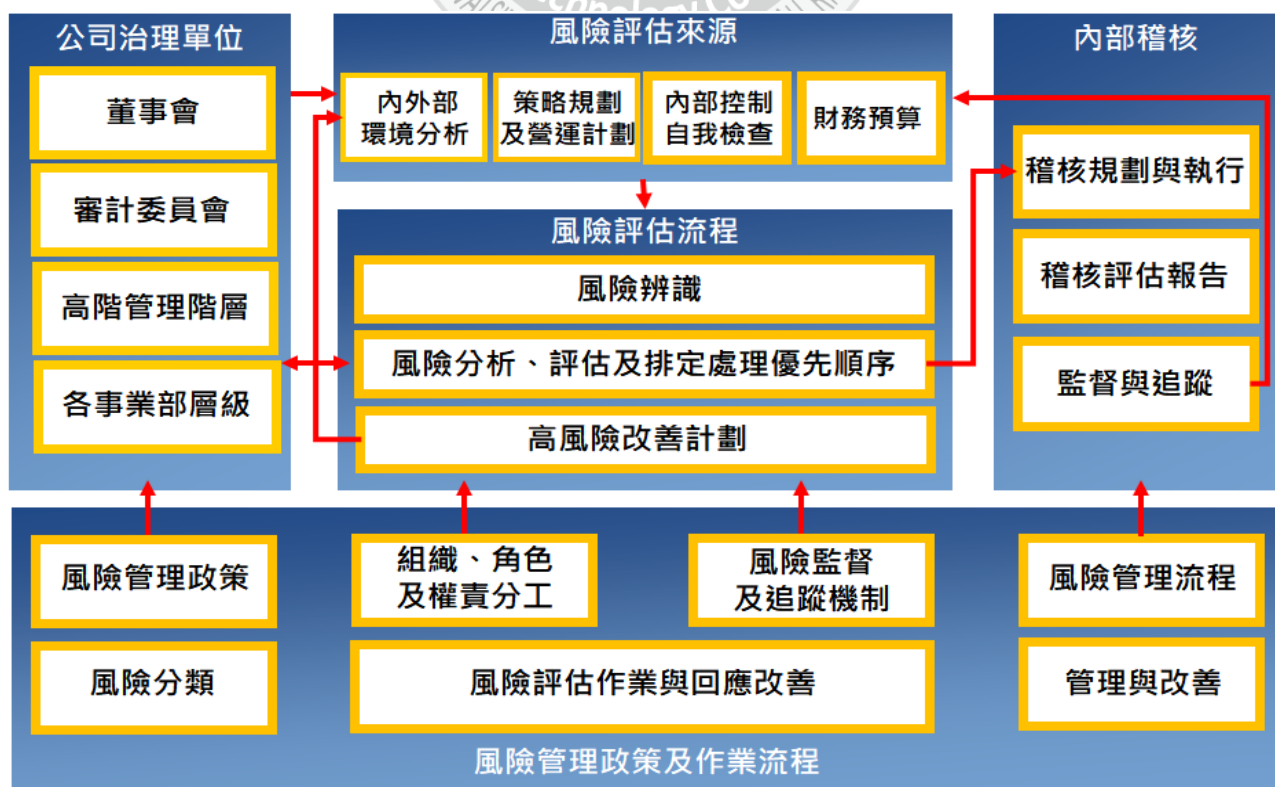 公司治理單位
董事會
審計委員會
高階管理階層
各事業部層級
風險評估來源
內外部
環境分析
策略規劃
及營運計劃
內部控制
自我檢查
財務預算
風險評估流程
風險辨識
風險分析、評估及排定處理優先順序
高風險改善計劃
內部稽核
稽核規劃與執行
稽核評估報告
監督與追蹤
風險管理政策
風險分類
組織、角色
及權責分工
風險監督
及追蹤機制
風險評估作業與回應改善
風險管理流程
管理與改善
風險管理政策及作業流程